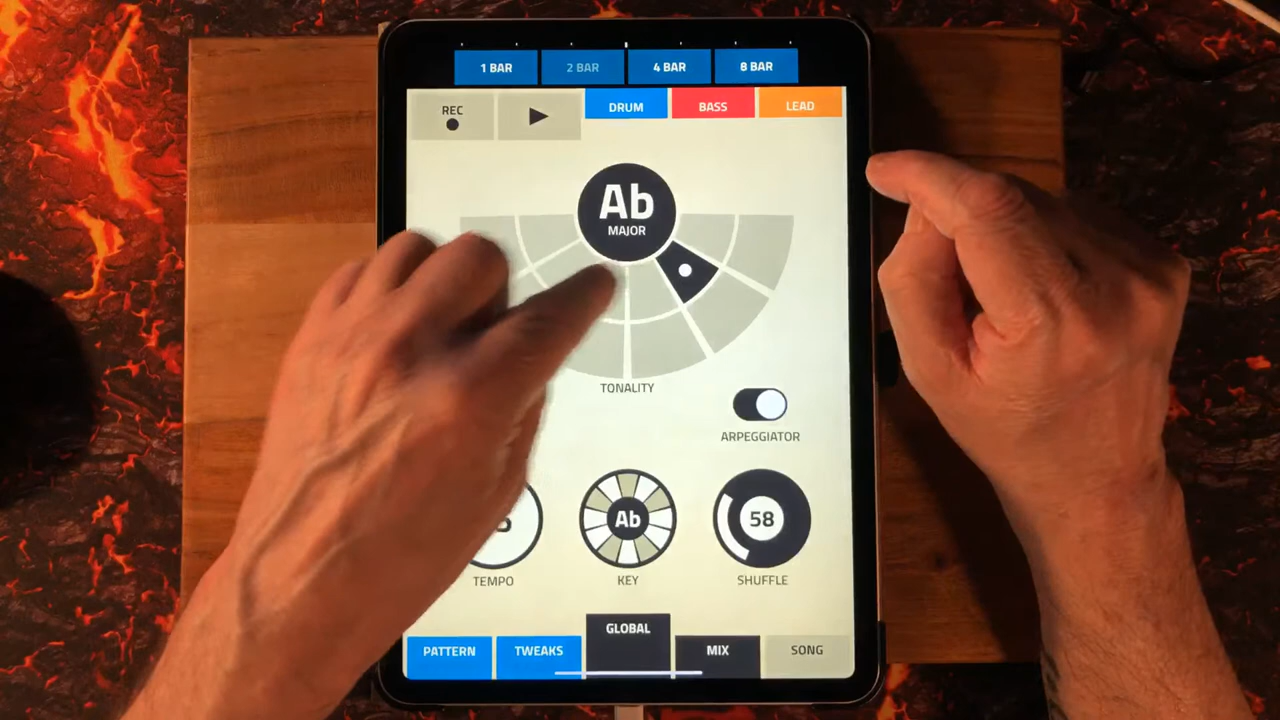 1 BAR 2 BAR 4 BAR 8 BAR
REC DRUM BASS LEAD
Ab
MAJOR
TONALITY
ARPEGGIATOR
Ab 58
TEMPO KEY SHUFFLE
PATTERN TWEAKS GLOBAL MIX SONG